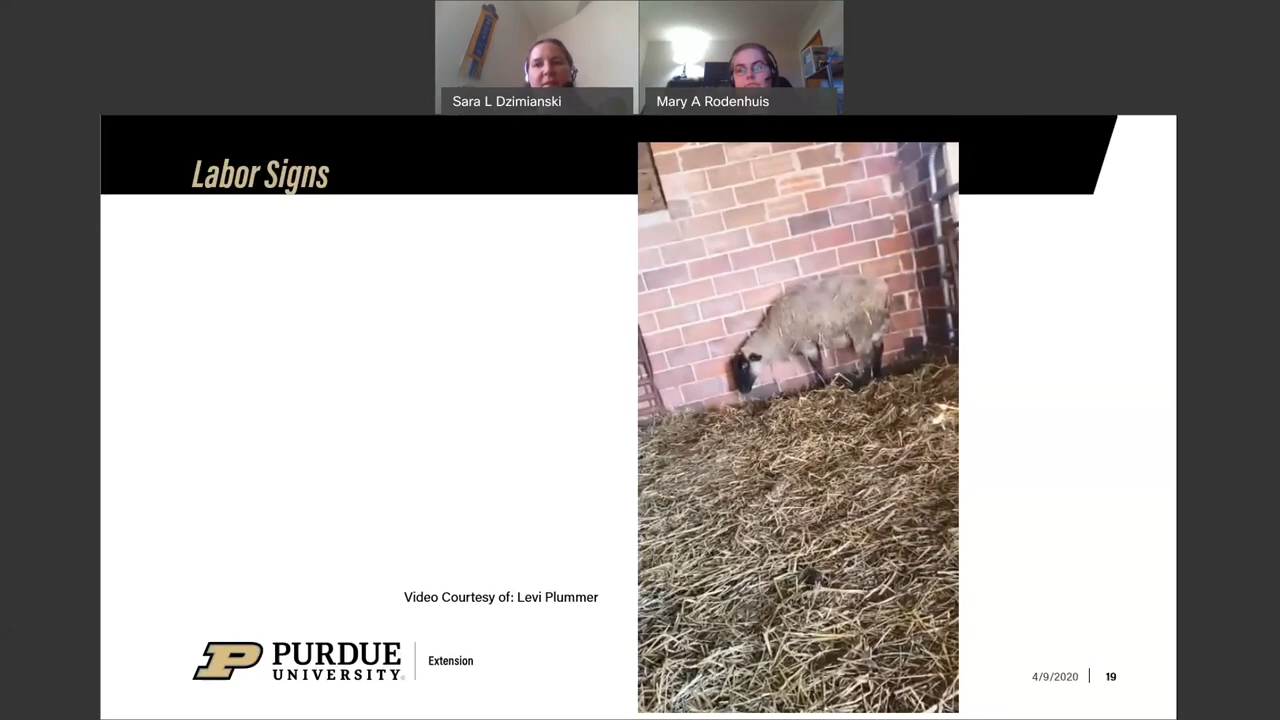 Sara L Dzimianski
Mary A Rodenhuis
Labor Signs
Video Courtesy of: Levi Plummer
PURDUE
UNIVERSITY
Extension
4/9/2020
19